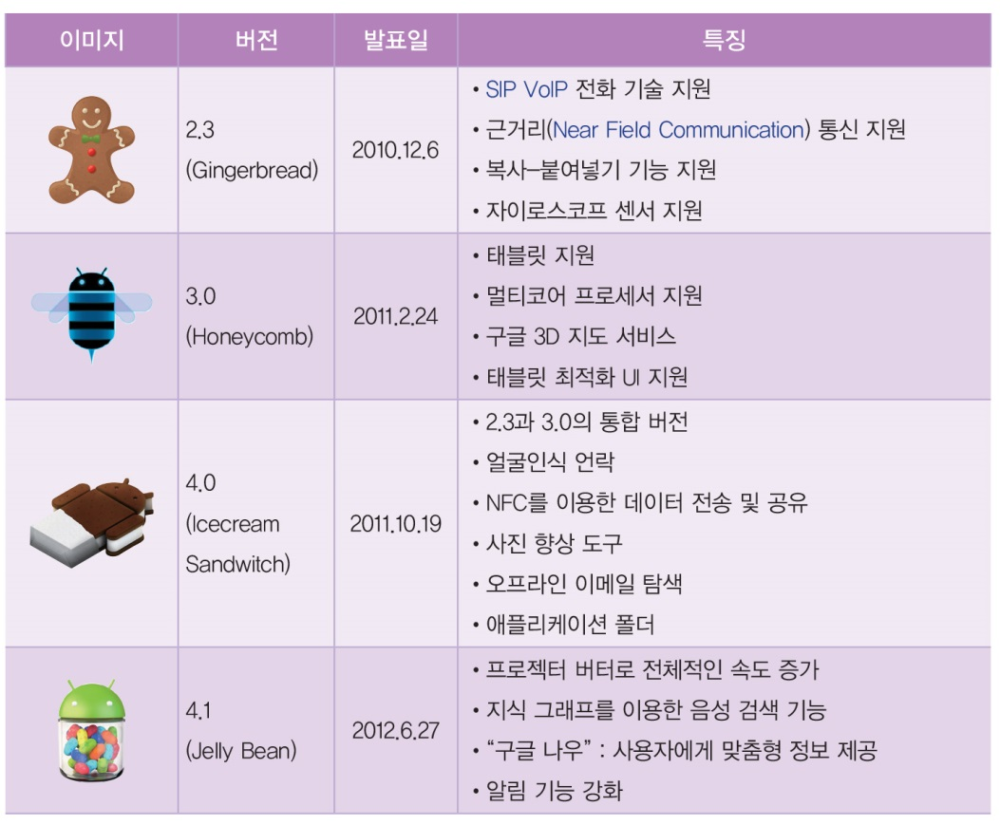 이미지 버전 발표일 특징
2.3
(Gingerbread)
2010.12.6
• SIP VoIP 전화 기술 지원
• 근거리(Near Field Communication) 통신 지원
• 복사–붙여넣기 기능 지원
• 자이로스코프 센서 지원
3.0
(Honeycomb)
2011.2.24
• 태블릿 지원
• 멀티코어 프로세서 지원
• 구글 3D 지도 서비스
• 태블릿 최적화 UI 지원
4.0
(Icecream
Sandwitch)
2011.10.19
• 2.3과 3.0의 통합 버전
• 얼굴인식 언락
• NFC를 이용한 데이터 전송 및 공유
• 사진 향상 도구
• 오프라인 이메일 탐색
• 애플리케이션 폴더
4.1
(Jelly Bean)
2012.6.27
• 프로젝터 버터로 전체적인 속도 증가
• 지식 그래프를 이용한 음성 검색 기능
• “구글 나우” : 사용자에게 맞춤형 정보 제공
• 알림 기능 강화